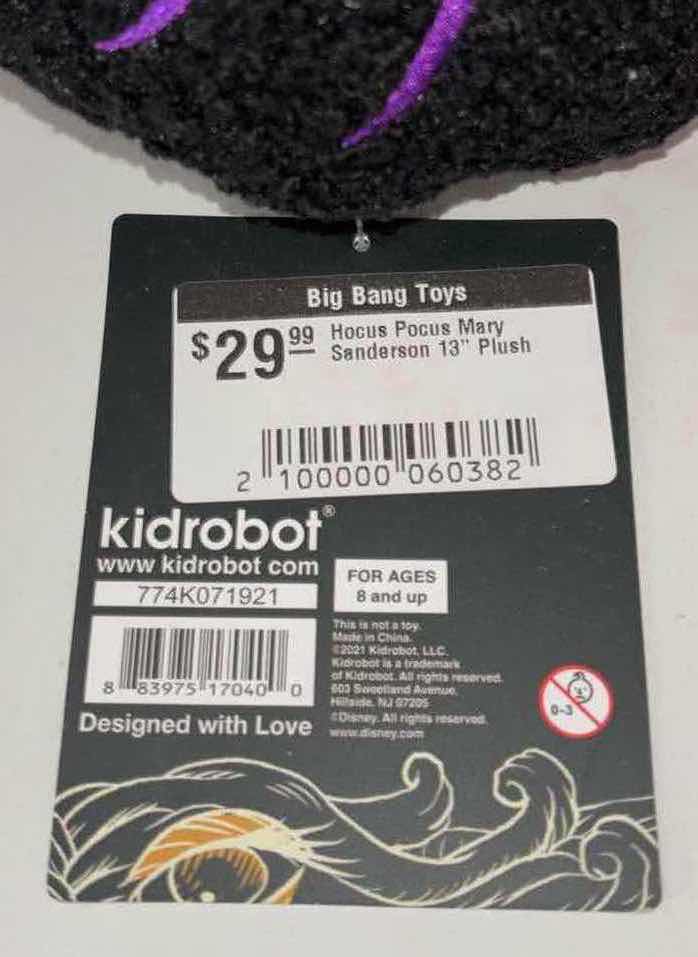 Big Bang Toys
$29.99 Hocus Pocus Mary
Sanderson 13" Plush
2 100000 060382
kidrobot®
www kidrobot com
774K071921
FOR AGES
8 and up
8 83975 17040 0
Designed with Love
This is not a toy.
Made in China.
©2021 Kidrobot, LLC.
Kidrobot is a trademark
of Kidrobot. All rights reserved.
603 Sweetland Avenue,
Hillside, NJ 07205
©Disney. All rights reserved.
www.disney.com
0-3